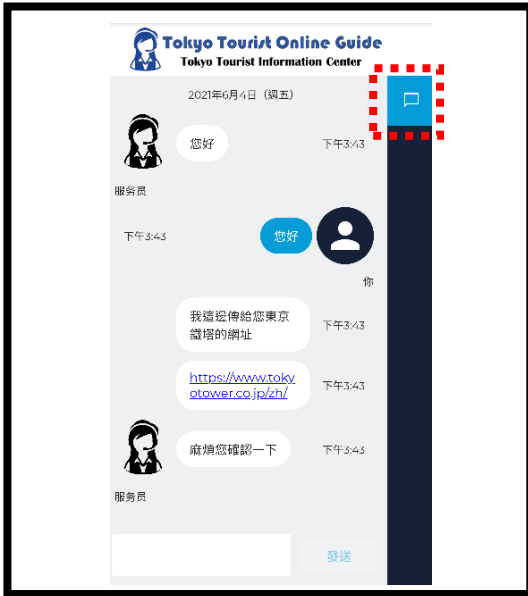 Tokyo Tourist Online Guide
Tokyo Tourist Information Center
2021年6月4日（週五）
您好
下午3:43
服务员
下午3:43
您好
你
我這邊傳給您東京
鐵塔的網址
下午3:43
https://www.toky
otower.co.jp/zh/
下午3:43
麻煩您確認一下
下午3:43
服务员
發送